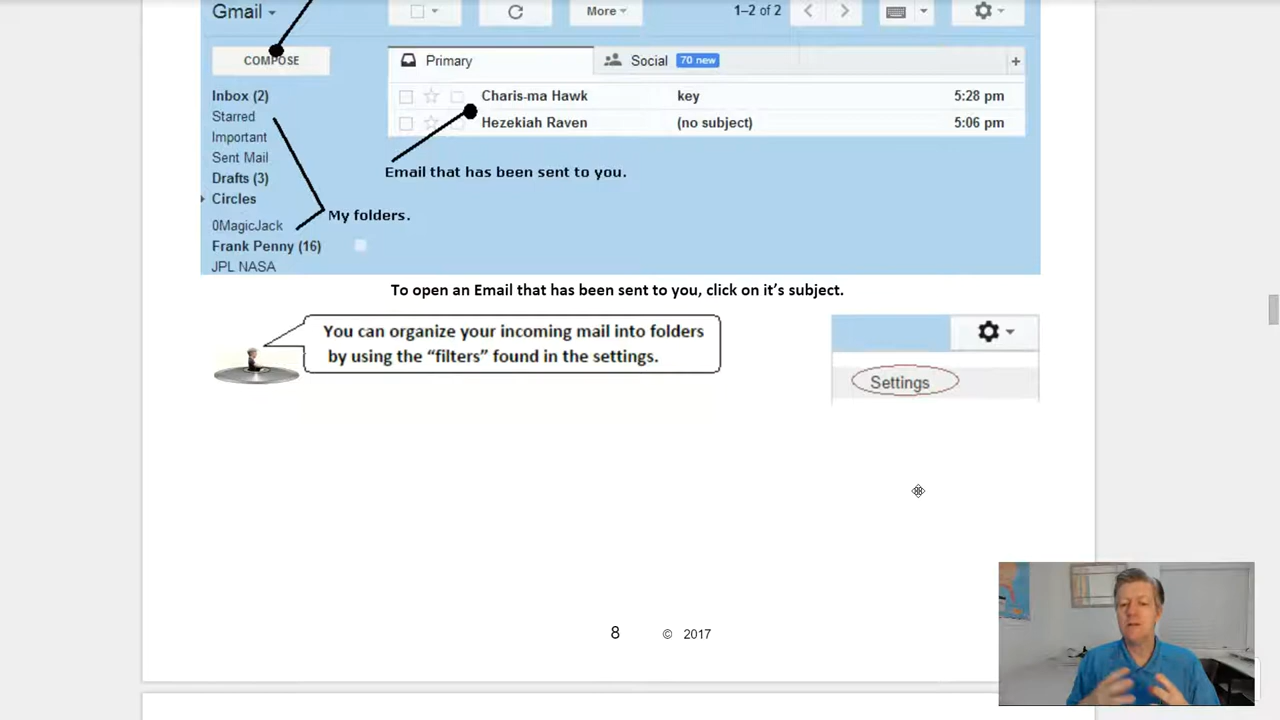 Gmail
More
1–2 of 2
COMPOSE
Primary
Social 70 new
+
Inbox (2)
Starred
Important
Sent Mail
Drafts (3)
Circles
0MagicJack
Frank Penny (16)
JPL NASA
Charis-ma Hawk key 5:28 pm
Hezekiah Raven (no subject) 5:06 pm
Email that has been sent to you.
My folders.
To open an Email that has been sent to you, click on it’s subject.
You can organize your incoming mail into folders
by using the “filters” found in the settings.
Settings
8 © 2017